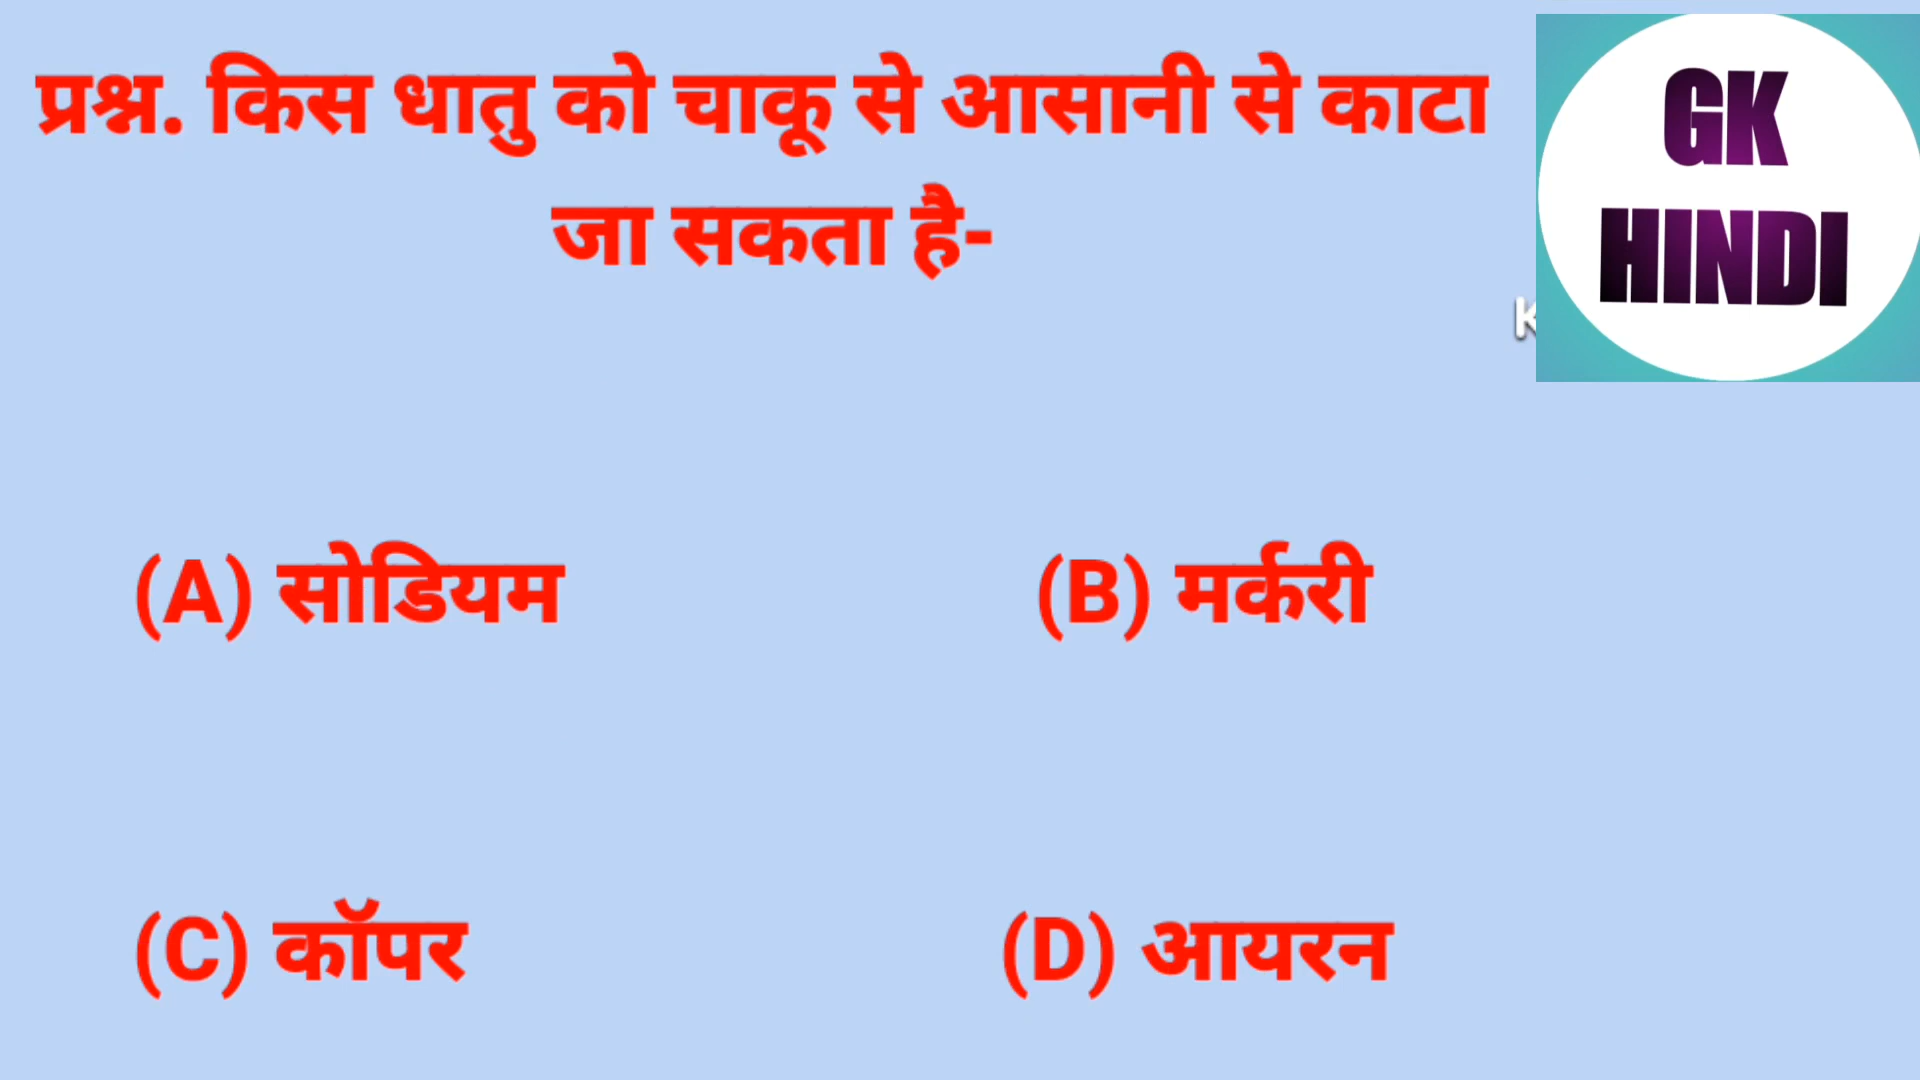 प्रश्न. किस धातु को चाकू से आसानी से काटा
जा सकता है-
GK
HINDI
K
(A) सोडियम
(B) मर्करी
(C) कॉपर
(D) आयरन